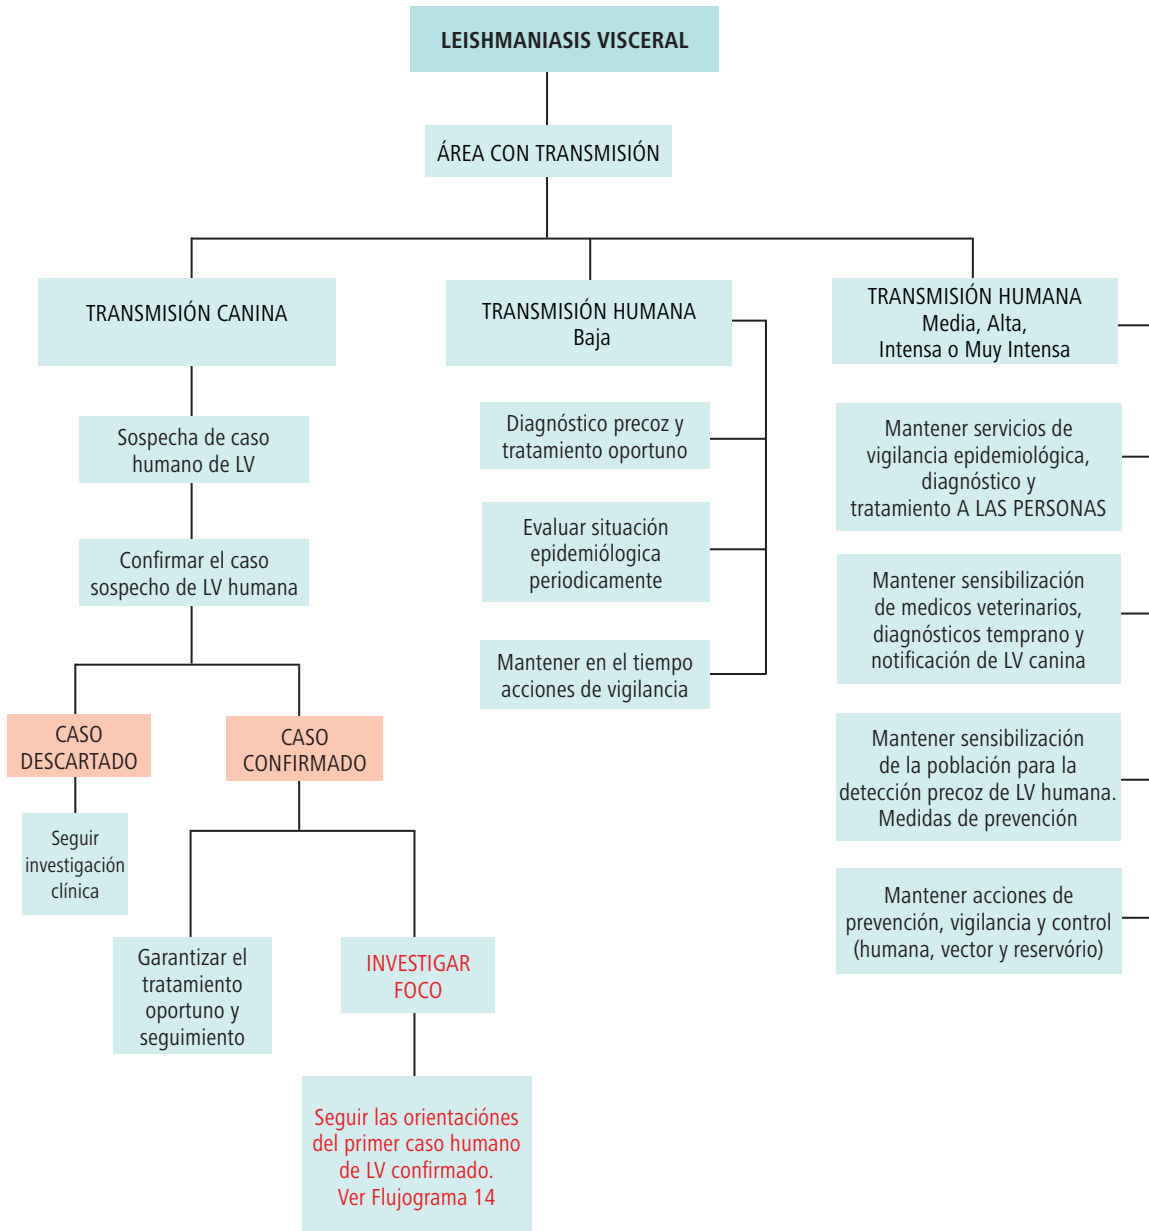 LEISHMANIASIS VISCERAL
ÁREA CON TRANSMISIÓN
TRANSMISIÓN CANINA
Sospecha de caso
humano de LV
Confirmar el caso
sospecho de LV humana
CASO
DESCARTADO
Seguir
investigación
clínica
CASO
CONFIRMADO
Garantizar el
tratamiento
oportuno y
seguimiento
INVESTIGAR
FOCO
Seguir las orientaciónes
del primer caso humano
de LV confirmado.
Ver Flujograma 14
TRANSMISIÓN HUMANA
Baja
Diagnóstico precoz y
tratamiento oportuno
Evaluar situación
epidemiólogica
periodicamente
Mantener en el tiempo
acciones de vigilancia
TRANSMISIÓN HUMANA
Media, Alta,
Intensa o Muy Intensa
Mantener servicios de
vigilancia epidemiológica,
diagnóstico y
tratamiento A LAS PERSONAS
Mantener sensibilización
de medicos veterinarios,
diagnósticos temprano y
notificación de LV canina
Mantener sensibilización
de la población para la
detección precoz de LV humana.
Medidas de prevención
Mantener acciones de
prevención, vigilancia y control
(humana, vector y reservório)